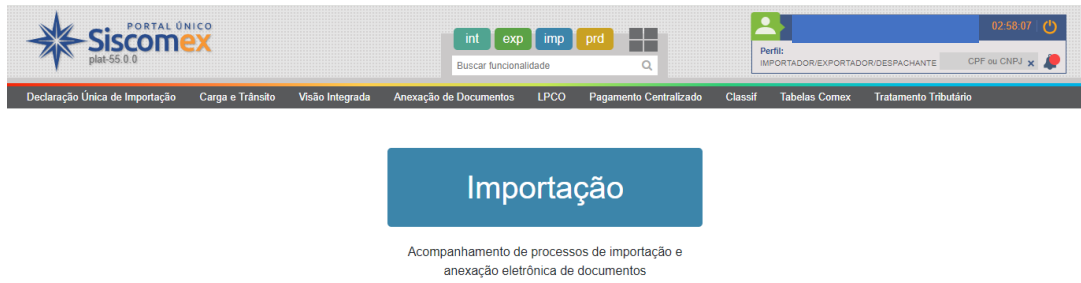 PORTAL ÚNICO
Siscomex
plat-55.0.0
int exp imp prd
Buscar funcionalidade
02:58:07
Perfil:
IMPORTADOR/EXPORTADOR/DESPACHANTE
CPF ou CNPJ x
Declaração Única de Importação Carga e Trânsito Visão Integrada Anexação de Documentos LPCO Pagamento Centralizado Classif Tabelas Comex Tratamento Tributário
Importação
Acompanhamento de processos de importação e
anexação eletrônica de documentos